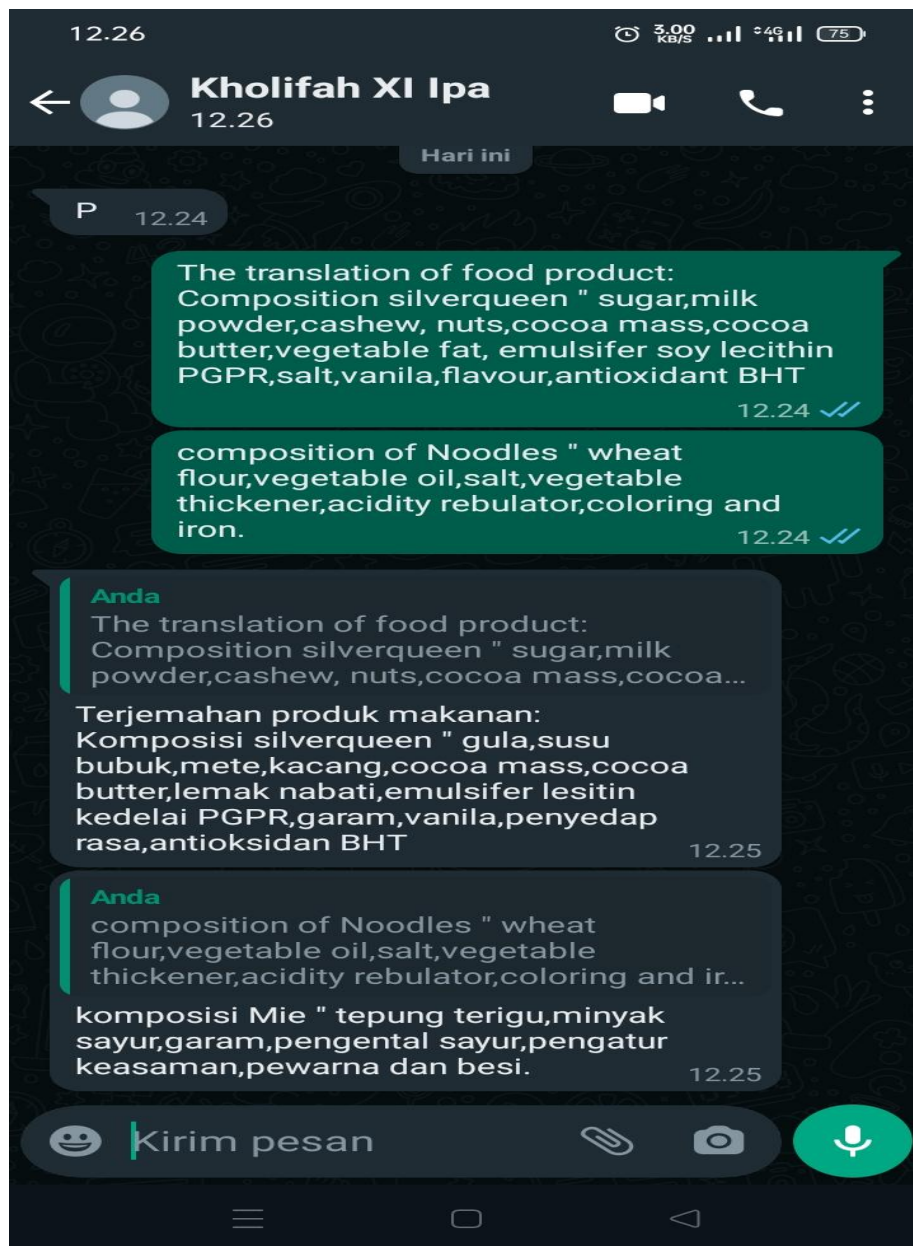 12.26
3.00 KB/S 4G 75
Kholifah XI Ipa
12.26
Hari ini
P 12.24
The translation of food product:
Composition silverqueen " sugar,milk
powder,cashew, nuts,cocoa mass,cocoa
butter,vegetable fat, emulsifer soy lecithin
PGPR,salt,vanila,flavour,antioxidant BHT
12.24
composition of Noodles " wheat
flour,vegetable oil,salt,vegetable
thickener,acidity rebulator,coloring and
iron. 12.24
Anda
The translation of food product:
Composition silverqueen " sugar,milk
powder,cashew, nuts,cocoa mass,cocoa...
Terjemahan produk makanan:
Komposisi silverqueen " gula,susu
bubuk,mete,kacang,cocoa mass,cocoa
butter,lemak nabati,emulsifer lesitin
kedelai PGPR,garam,vanila,penyedap
rasa,antioksidan BHT 12.25
Anda
composition of Noodles " wheat
flour,vegetable oil,salt,vegetable
thickener,acidity rebulator,coloring and ir...
komposisi Mie " tepung terigu,minyak
sayur,garam,pengental sayur,pengatur
keasaman,pewarna dan besi. 12.25
Kirim pesan